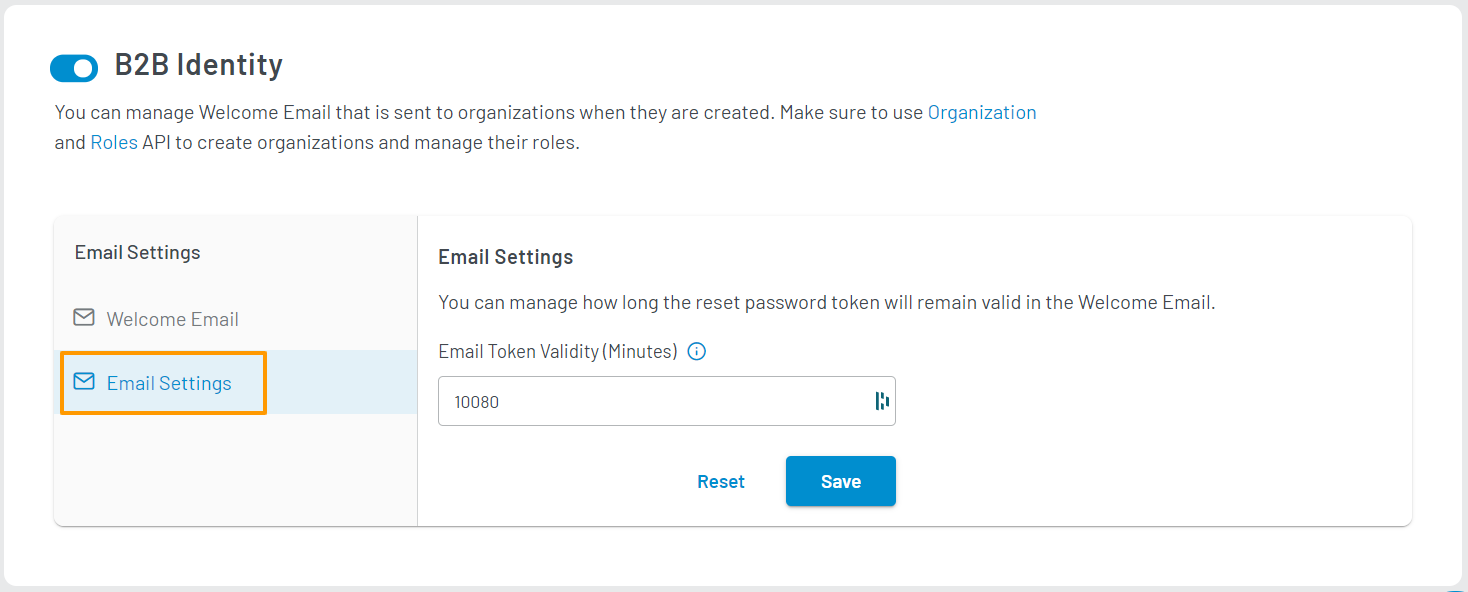 B2B Identity
You can manage Welcome Email that is sent to organizations when they are created. Make sure to use Organization
and Roles API to create organizations and manage their roles.
Email Settings
Welcome Email
Email Settings
Email Settings
You can manage how long the reset password token will remain valid in the Welcome Email.
Email Token Validity (Minutes)
10080
Reset
Save